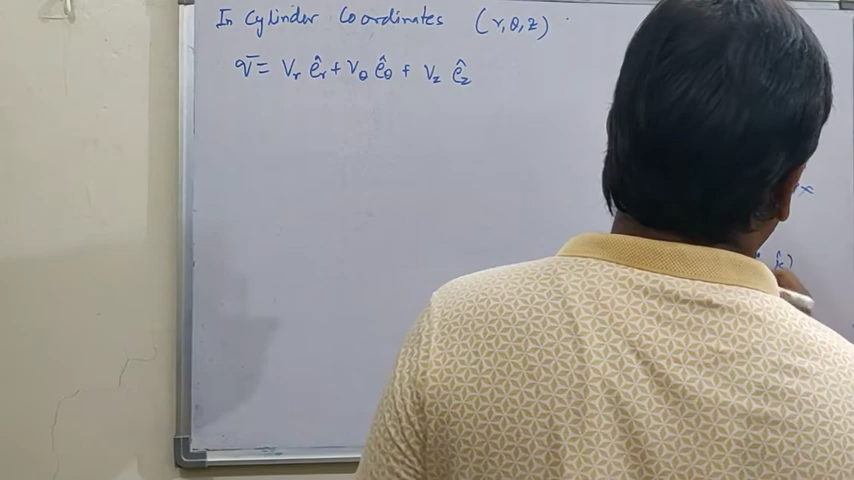 In Cylinder Coordinates (r,θ,z)
q̄ = Vr êr + Vθ êθ + Vz êz
k̂)